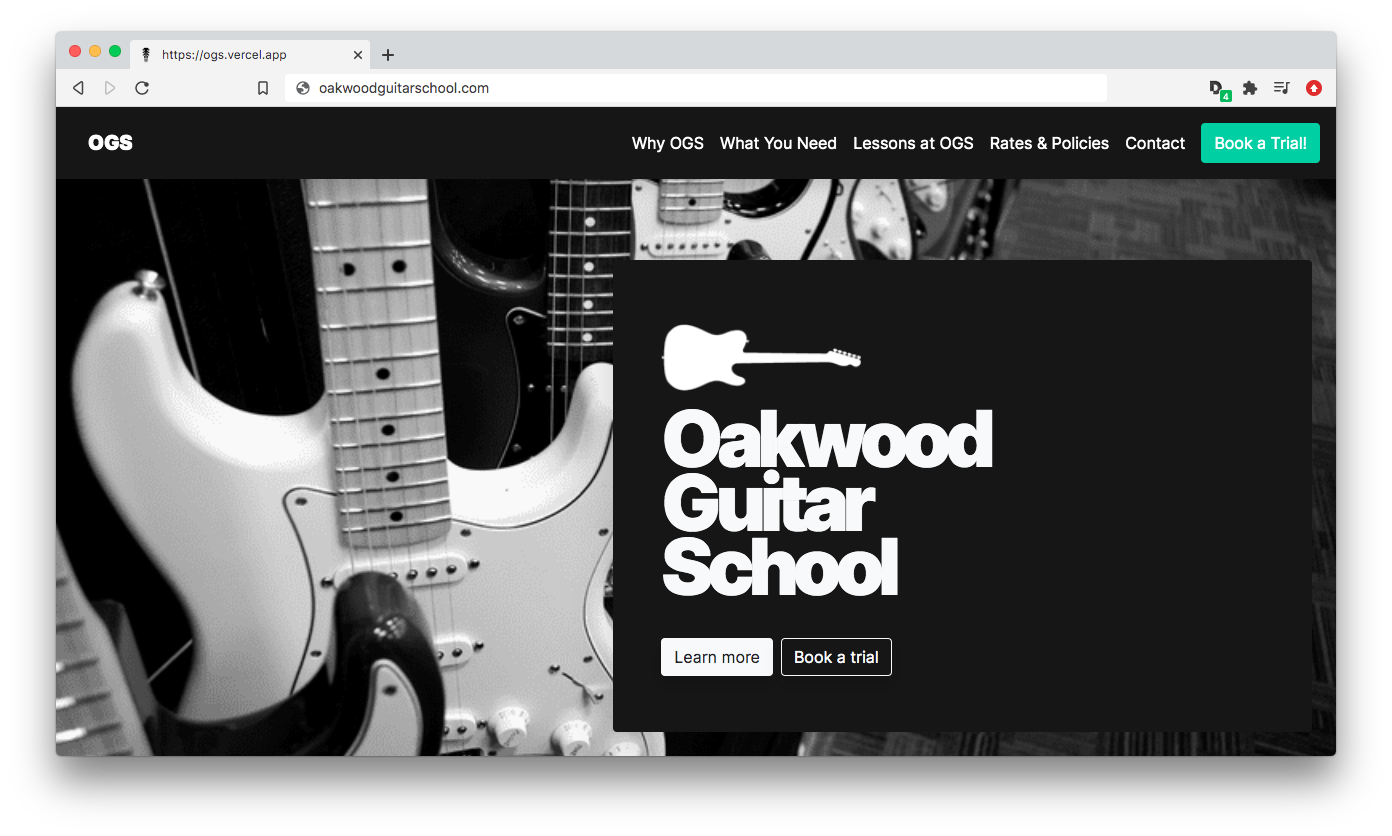 https://ogs.vercel.app
oakwoodguitarschool.com
4
OGS
Why OGS
What You Need
Lessons at OGS
Rates & Policies
Contact
Book a Trial!
Oakwood
Guitar
School
Learn more
Book a trial